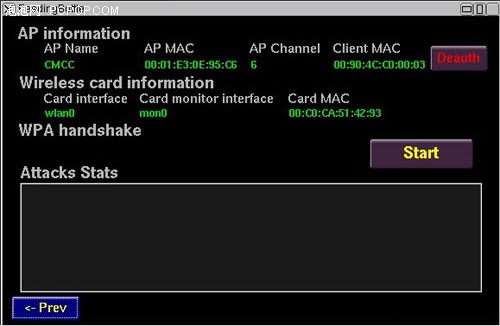 泡泡网 PCPOP.COM
AP information
AP Name AP MAC AP Channel Client MAC
CMCC 00:01:E3:0E:95:C6 6 00:90:4C:C0:00:03
Deauth
Wireless card information
Card interface Card monitor interface Card MAC
wlan0 mon0 00:C0:CA:51:42:93
WPA handshake
Start
Attacks Stats
<- Prev